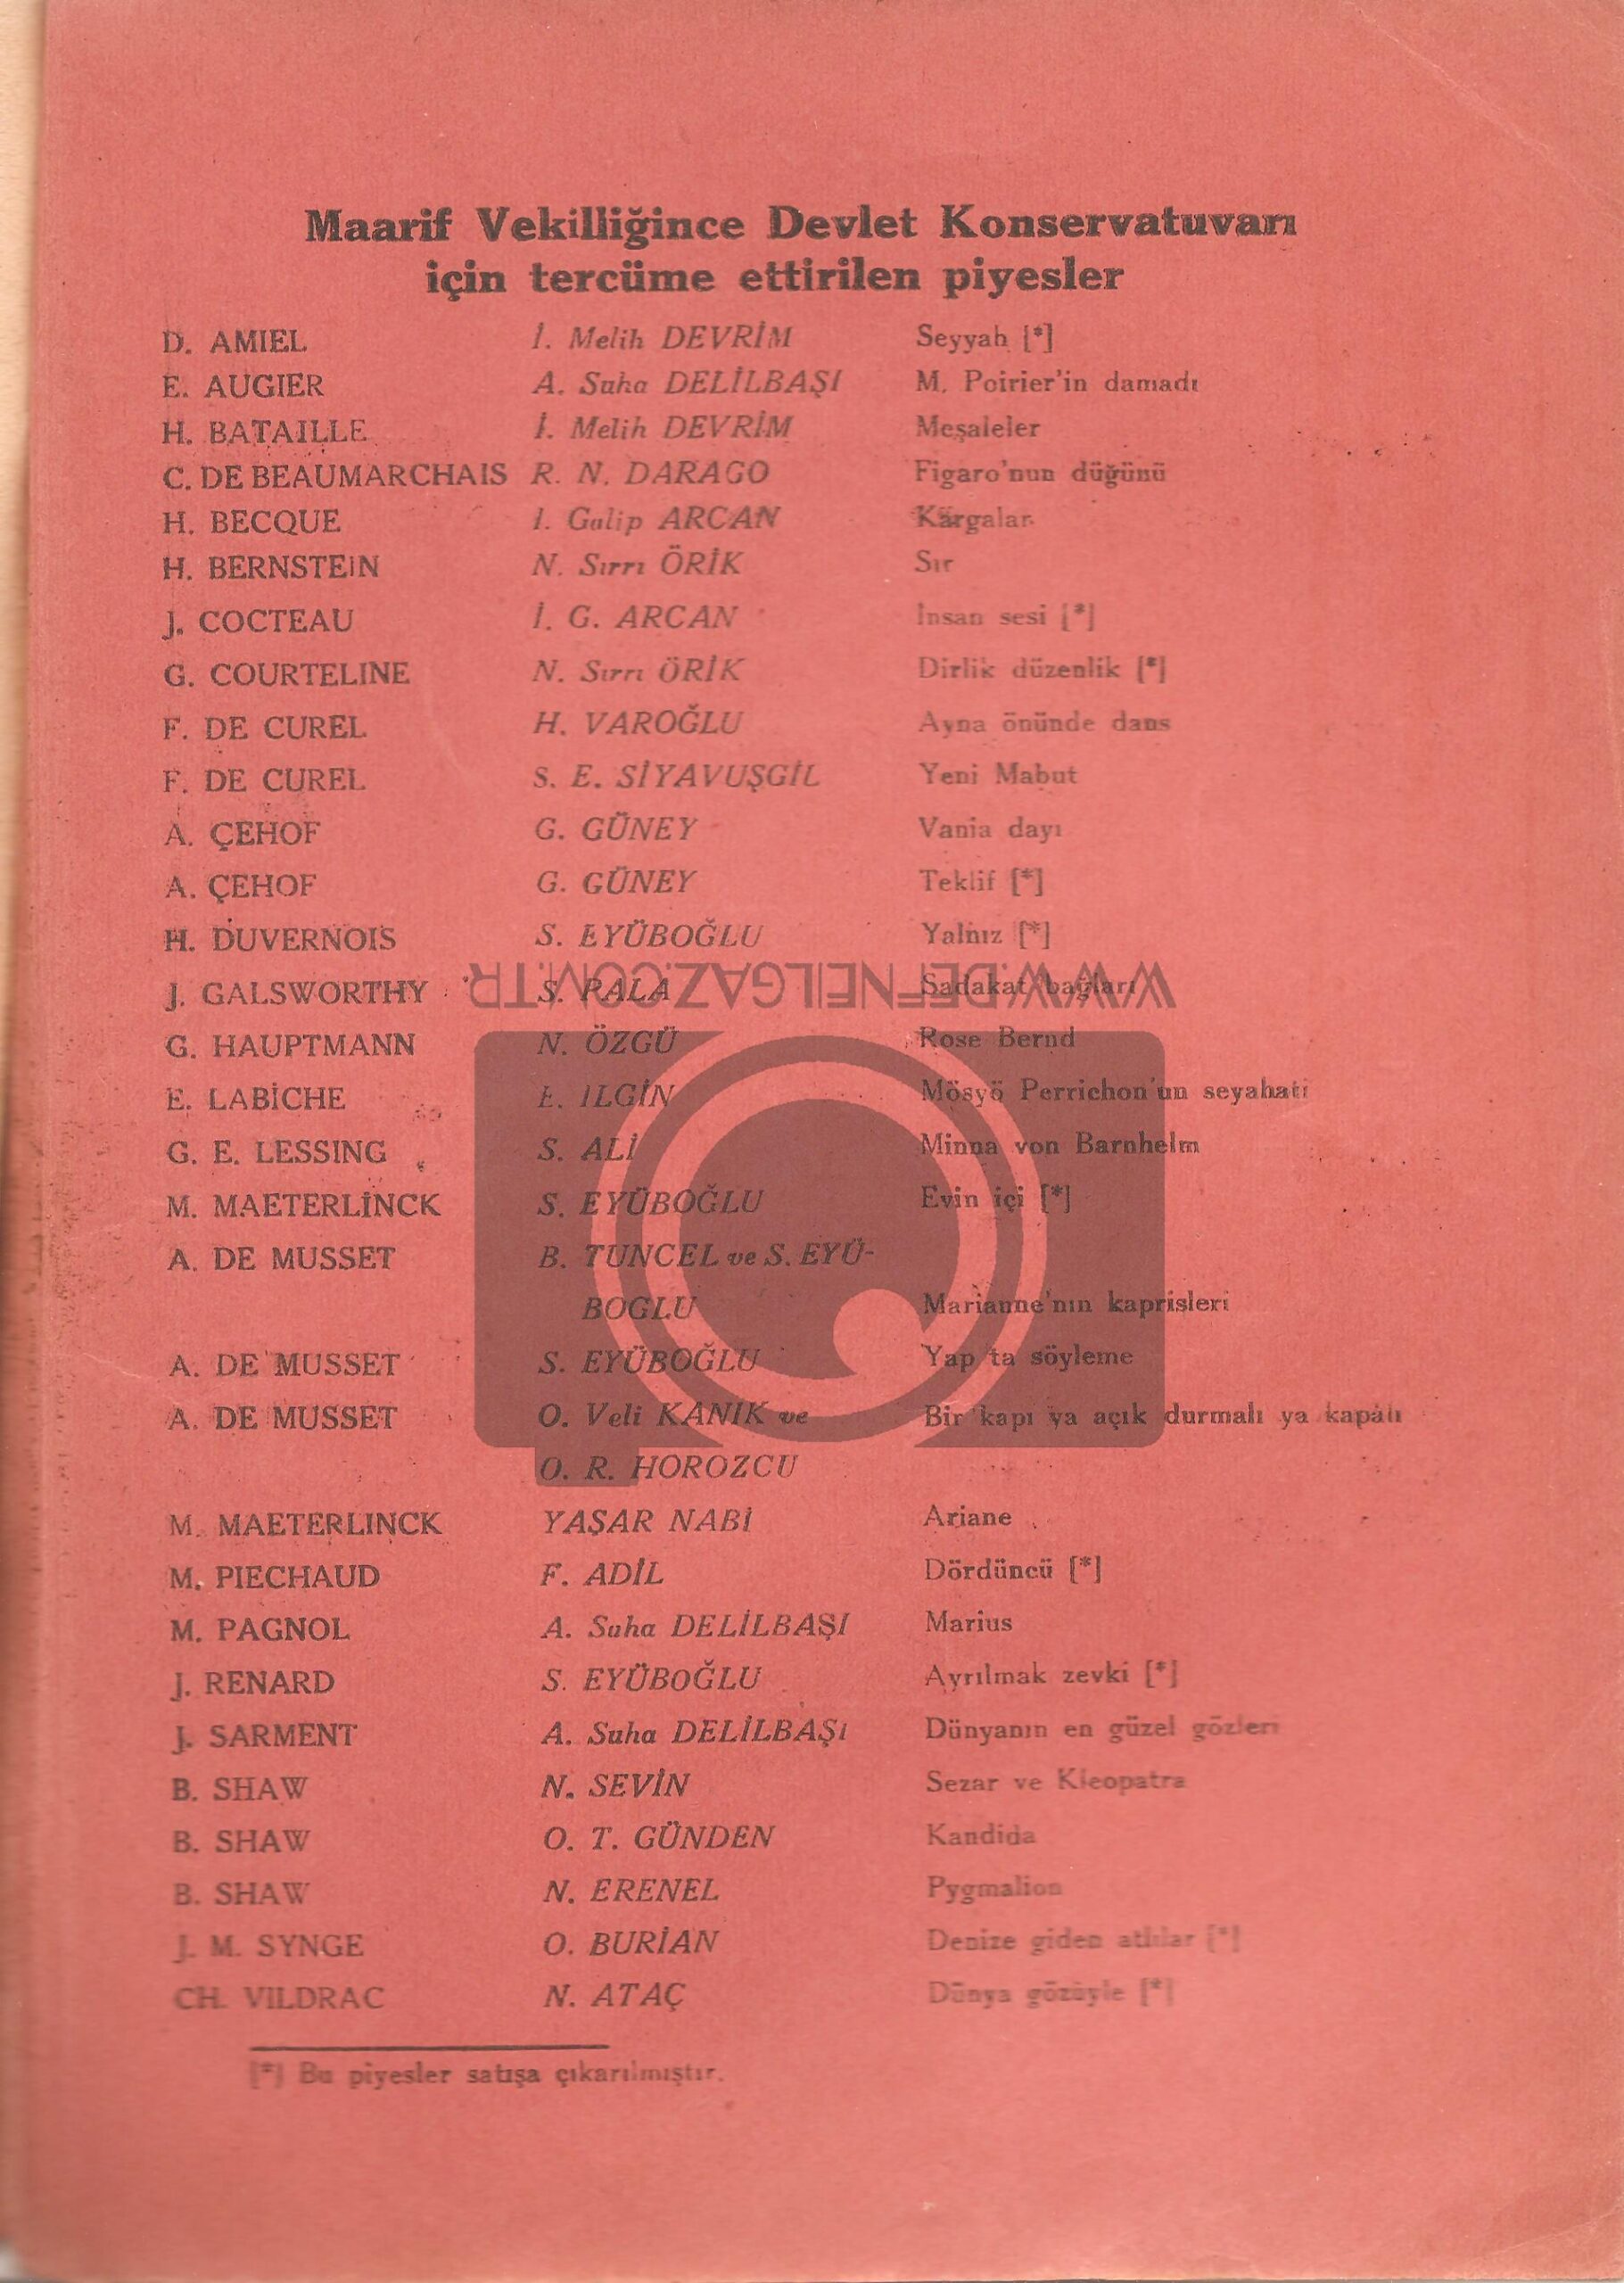 Maarif Vekilliğince Devlet Konservatuvarı
için tercüme ettirilen piyesler
D. AMIEL İ. Melih DEVRİM Seyyah [*]
E. AUGIER A. Suha DELİLBAŞI M. Poirier'in damadı
H. BATAILLE İ. Melih DEVRİM Meşaleler
C. DE BEAUMARCHAIS R. N. DARAGO Figaro'nun düğünü
H. BECQUE I. Galip ARCAN Kargalar
H. BERNSTEIN N. Sırrı ÖRİK Sır
J. COCTEAU İ. G. ARCAN İnsan sesi [*]
G. COURTELINE N. Sırrı ÖRİK Dirlik düzenlik [*]
F. DE CUREL H. VAROĞLU Ayna önünde dans
F. DE CUREL S. E. SİYAVUŞGİL Yeni Mabut
A. ÇEHOF G. GÜNEY Vania dayı
A. ÇEHOF G. GÜNEY Teklif [*]
H. DUVERNOIS S. EYÜBOĞLU Yalnız [*]
WWW.DEFNEILGAZ.COM.TR
J. GALSWORTHY S. PALA Sadakat bağları
G. HAUPTMANN N. ÖZGÜ Rose Bernd
E. LABİCHE E. ILGİN Mösyö Perrichon'un seyahati
G. E. LESSING S. ALİ Minna von Barnhelm
M. MAETERLİNCK S. EYÜBOĞLU Evin içi [*]
A. DE MUSSET B. TUNCEL ve S. EYÜ-
BOGLU Marianne'nın kaprisleri
A. DE MUSSET S. EYÜBOĞLU Yap ta söyleme
A. DE MUSSET O. Veli KANIK ve Bir kapı ya açık durmalı ya kapalı
O. R. HOROZCU
M. MAETERLINCK YAŞAR NABİ Ariane
M. PIECHAUD F. ADİL Dördüncü [*]
M. PAGNOL A. Suha DELİLBAŞI Marius
J. RENARD S. EYÜBOĞLU Ayrılmak zevki [*]
J. SARMENT A. Suha DELİLBAŞI Dünyanın en güzel gözleri
B. SHAW N. SEVİN Sezar ve Kleopatra
B. SHAW O. T. GÜNDEN Kandida
B. SHAW N. ERENEL Pygmalion
J. M. SYNGE O. BURİAN Denize giden atlılar [*]
CH. VILDRAC N. ATAÇ Dünya gözüyle [*]
[*] Bu piyesler satışa çıkarılmıştır.